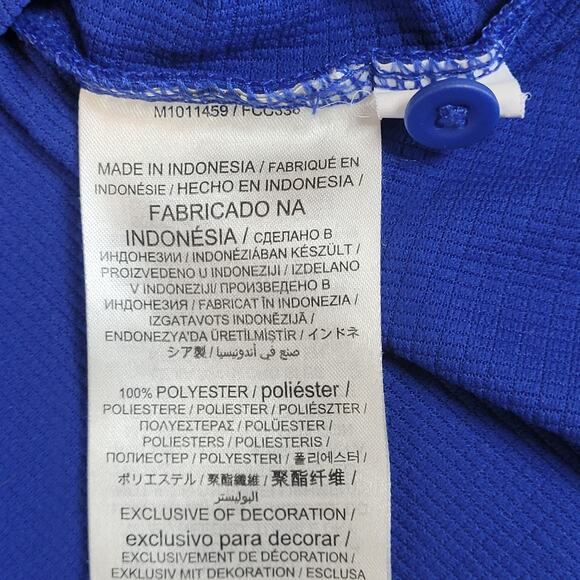 M1011459 / FCC338
MADE IN INDONESIA / FABRIQUÉ EN
INDONÉSIE / HECHO EN INDONESIA /
FABRICADO NA
INDONÉSIA / СДЕЛАНО В
ИНДОНЕЗИИ / INDONÉZIÁBAN KÉSZÜLT /
PROIZVEDENO U INDONEZIJI / IZDELANO
V INDONEZIJI/ ПРОИЗВЕДЕНО В
ИНДОНЕЗИЯ / FABRICAT ÎN INDONEZIA /
IZGATAVOTS INDONĒZIJĀ /
ENDONEZYA'DA ÜRETİLMİŞTİR / インドネ
シア製 / صنع في أندونيسيا
100% POLYESTER / poliéster /
POLIESTERE / POLIESTER / POLIÉSZTER /
ΠΟΛΥΕΣΤΕΡΑΣ / POLÜESTER /
POLIESTERS / POLIESTERIS /
ПОЛИЕСТЕР / POLYESTERI / 폴리에스터 /
ポリエステル / 聚酯纖維 / 聚酯纤维 /
البوليستر
EXCLUSIVE OF DECORATION /
exclusivo para decorar /
EXCLUSIVEMENT DE DÉCORATION /
EXKLUSIV MIT DEKORATION / ESCLUSA